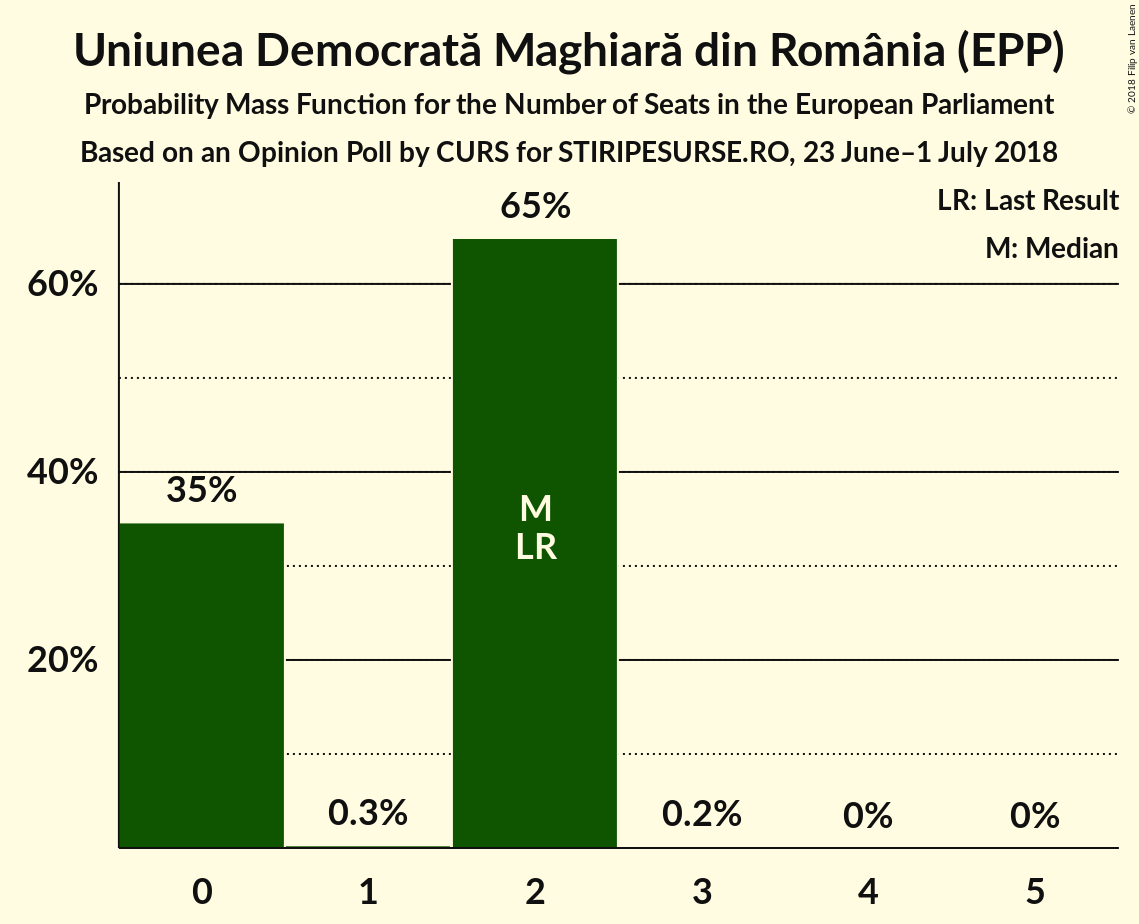 Uniunea Democrată Maghiară din România (EPP)
Probability Mass Function for the Number of Seats in the European Parliament
Based on an Opinion Poll by CURS for STIRIPESURSE.RO, 23 June–1 July 2018
© 2018 Filip van Laenen
LR: Last Result
M: Median
65%
60%
40%
35%
M
LR
20%
0.3%
0.2%
0%
0%
0
1
2
3
4
5